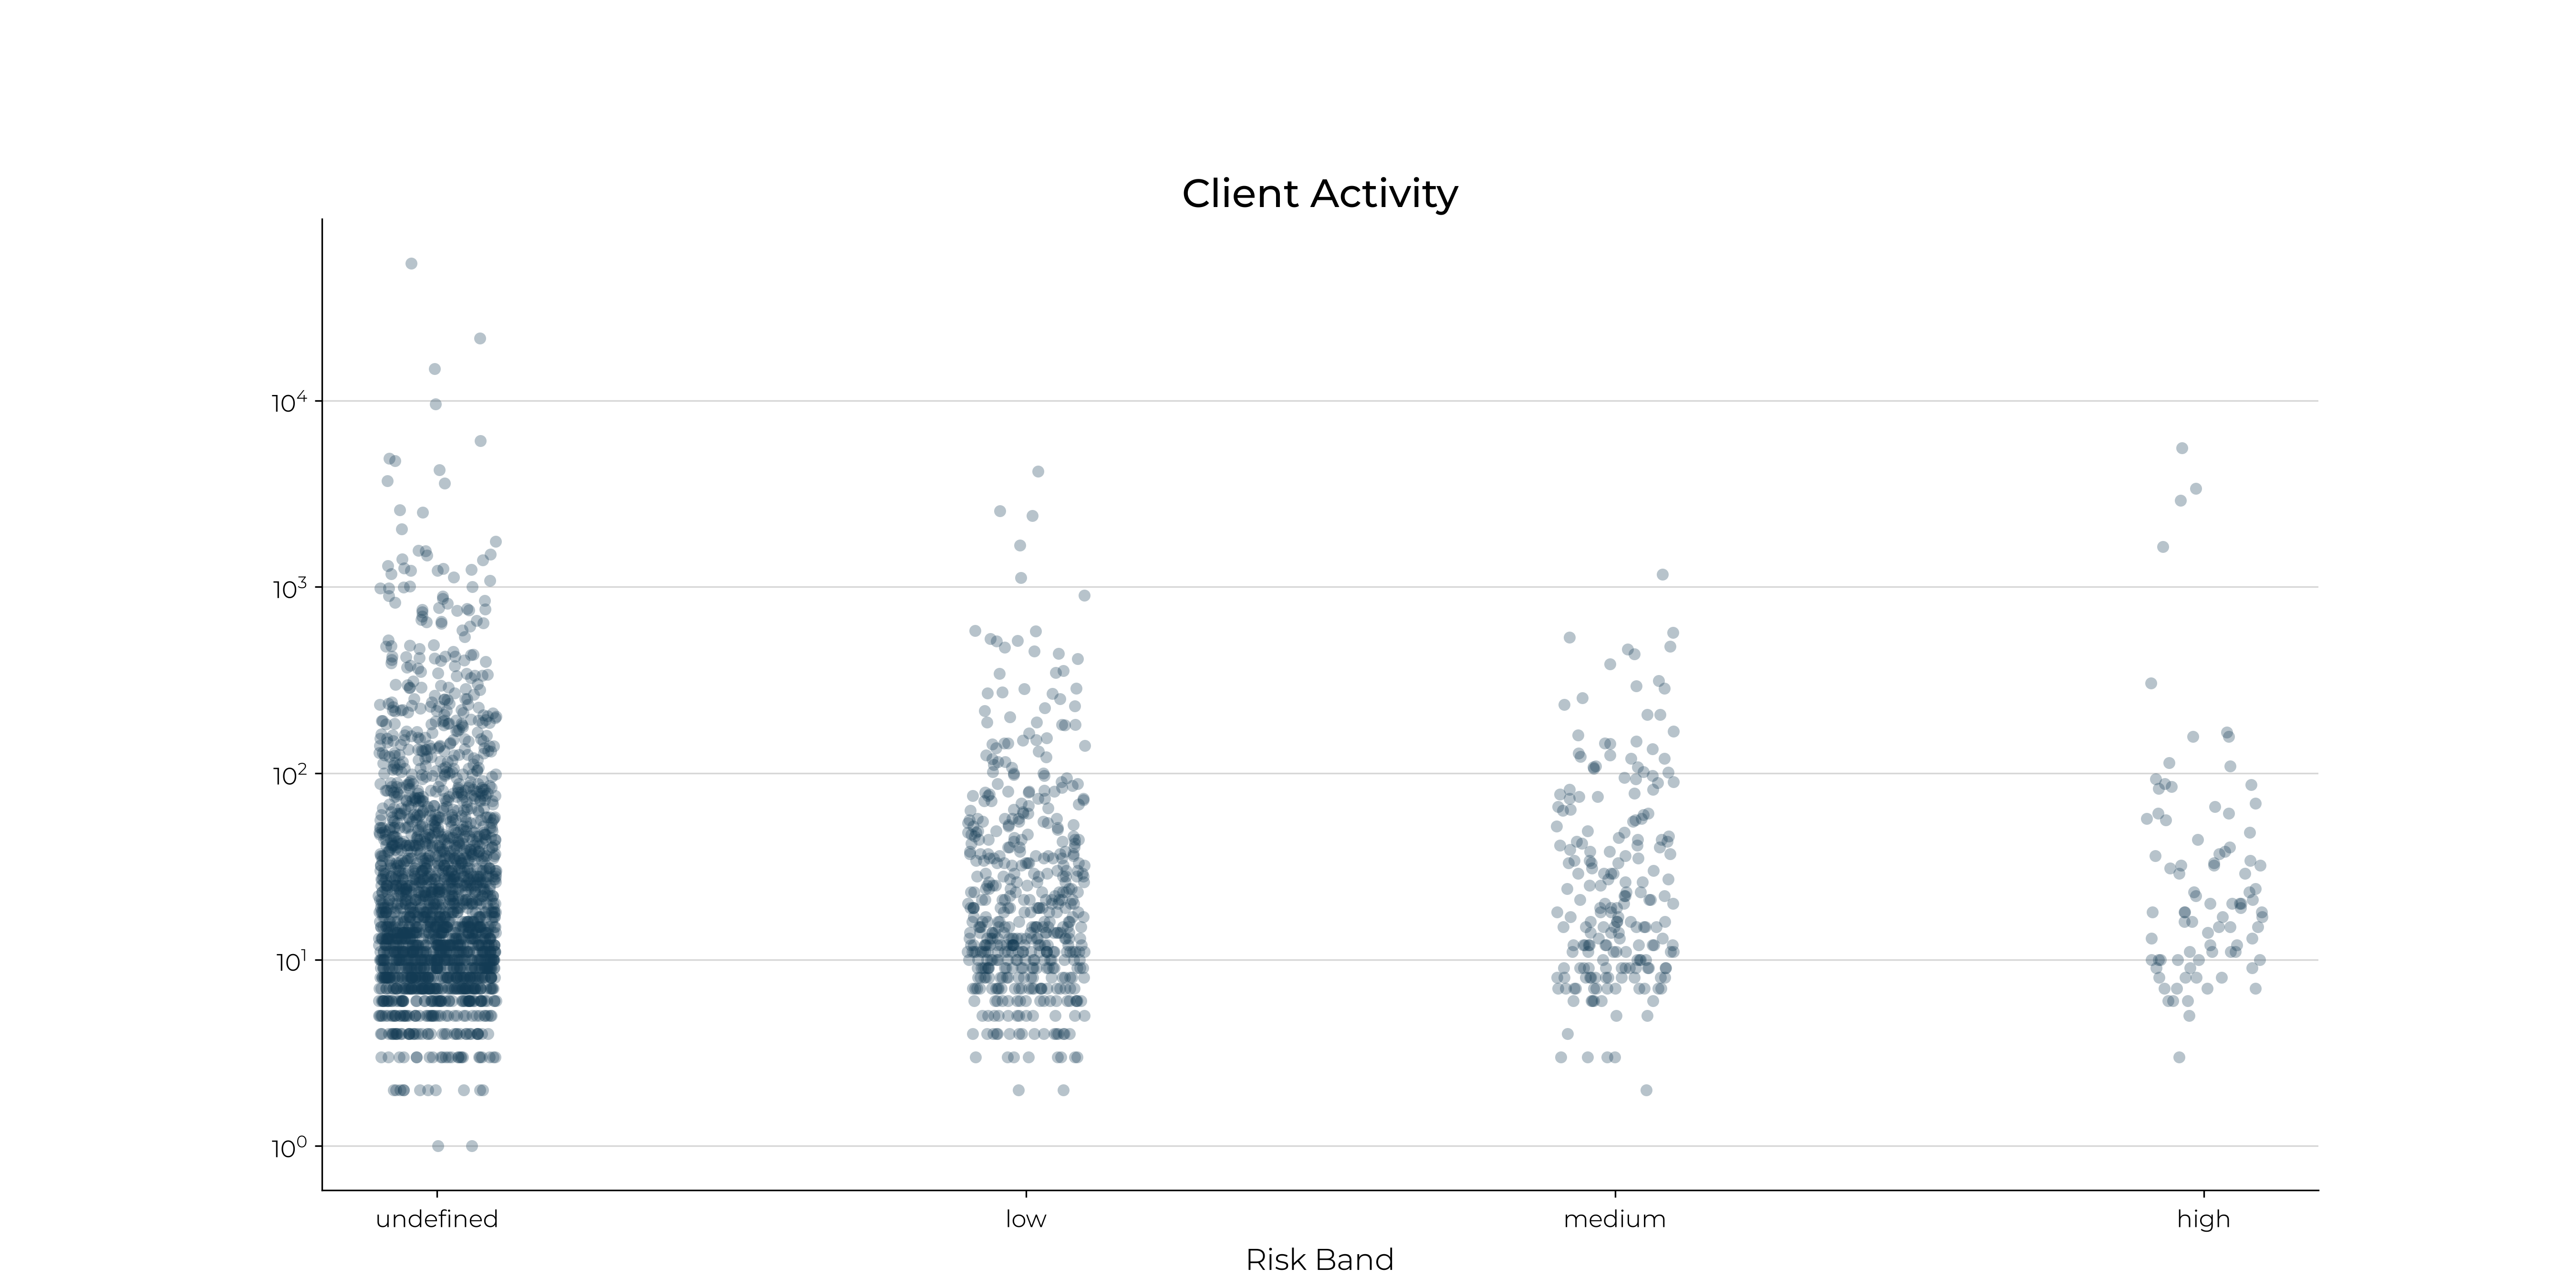 Client Activity
10⁴
10³
10²
10¹
10⁰
undefined low medium high
Risk Band